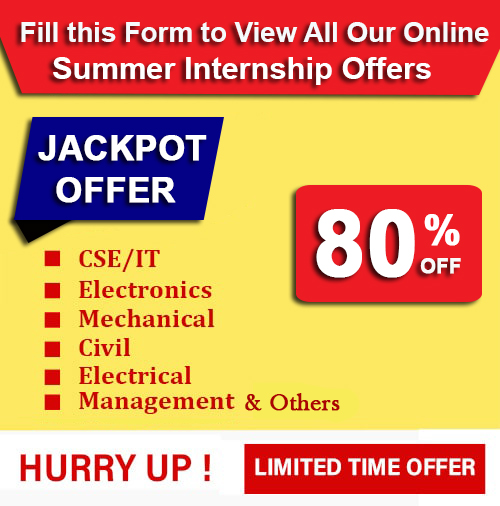 Fill this Form to View All Our Online
Summer Internship Offers
JACKPOT
OFFER
80%
OFF
CSE/IT
Electronics
Mechanical
Civil
Electrical
Management & Others
HURRY UP !
LIMITED TIME OFFER